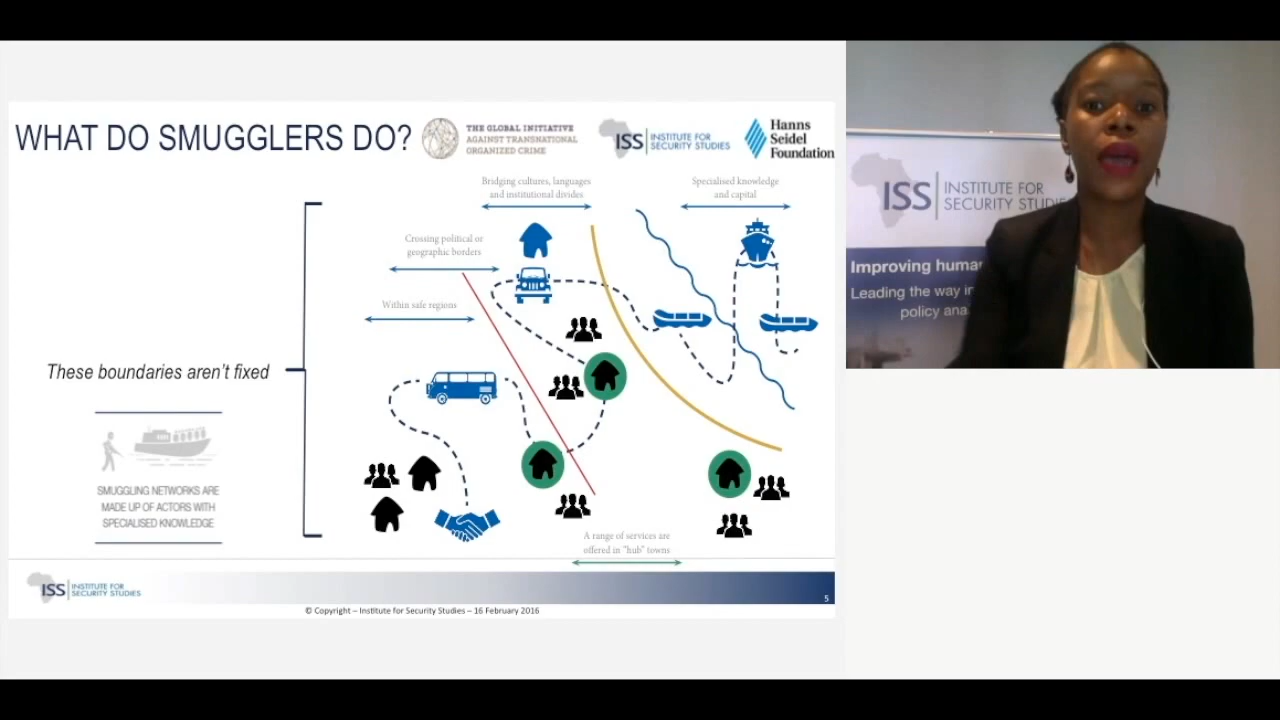 WHAT DO SMUGGLERS DO?
THE GLOBAL INITIATIVE
AGAINST TRANSNATIONAL
ORGANIZED CRIME
ISS
INSTITUTE FOR
SECURITY STUDIES
Hanns
Seidel
Foundation
Bridging cultures, languages
and institutional divides
Specialised knowledge
and capital
Crossing political or
geographic borders
Within safe regions
These boundaries aren't fixed
SMUGGLING NETWORKS ARE
MADE UP OF ACTORS WITH
SPECIALISED KNOWLEDGE
A range of services are
offered in "hub" towns
ISS
INSTITUTE FOR
SECURITY STUDIES
5
© Copyright – Institute for Security Studies – 16 February 2016
ISS
INSTITUTE FOR
SECURITY STUDIE
Improving huma
Leading the way in
policy ana